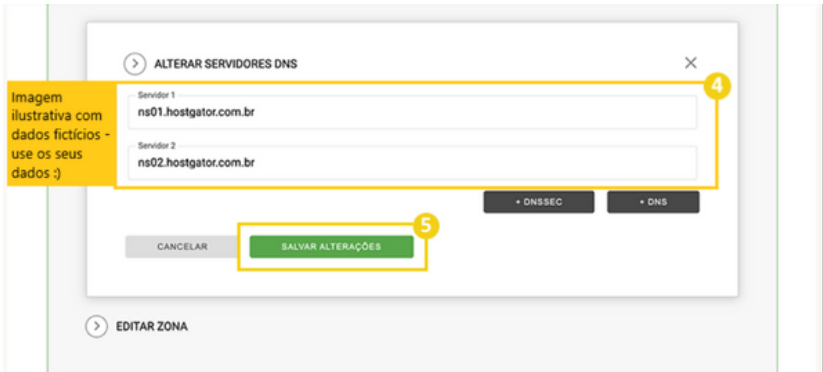 ALTERAR SERVIDORES DNS
4
Imagem
ilustrativa com
dados fictícios -
use os seus
dados :)
Servidor 1
ns01.hostgator.com.br
Servidor 2
ns02.hostgator.com.br
+ DNSSEC
+ DNS
5
CANCELAR
SALVAR ALTERAÇÕES
EDITAR ZONA